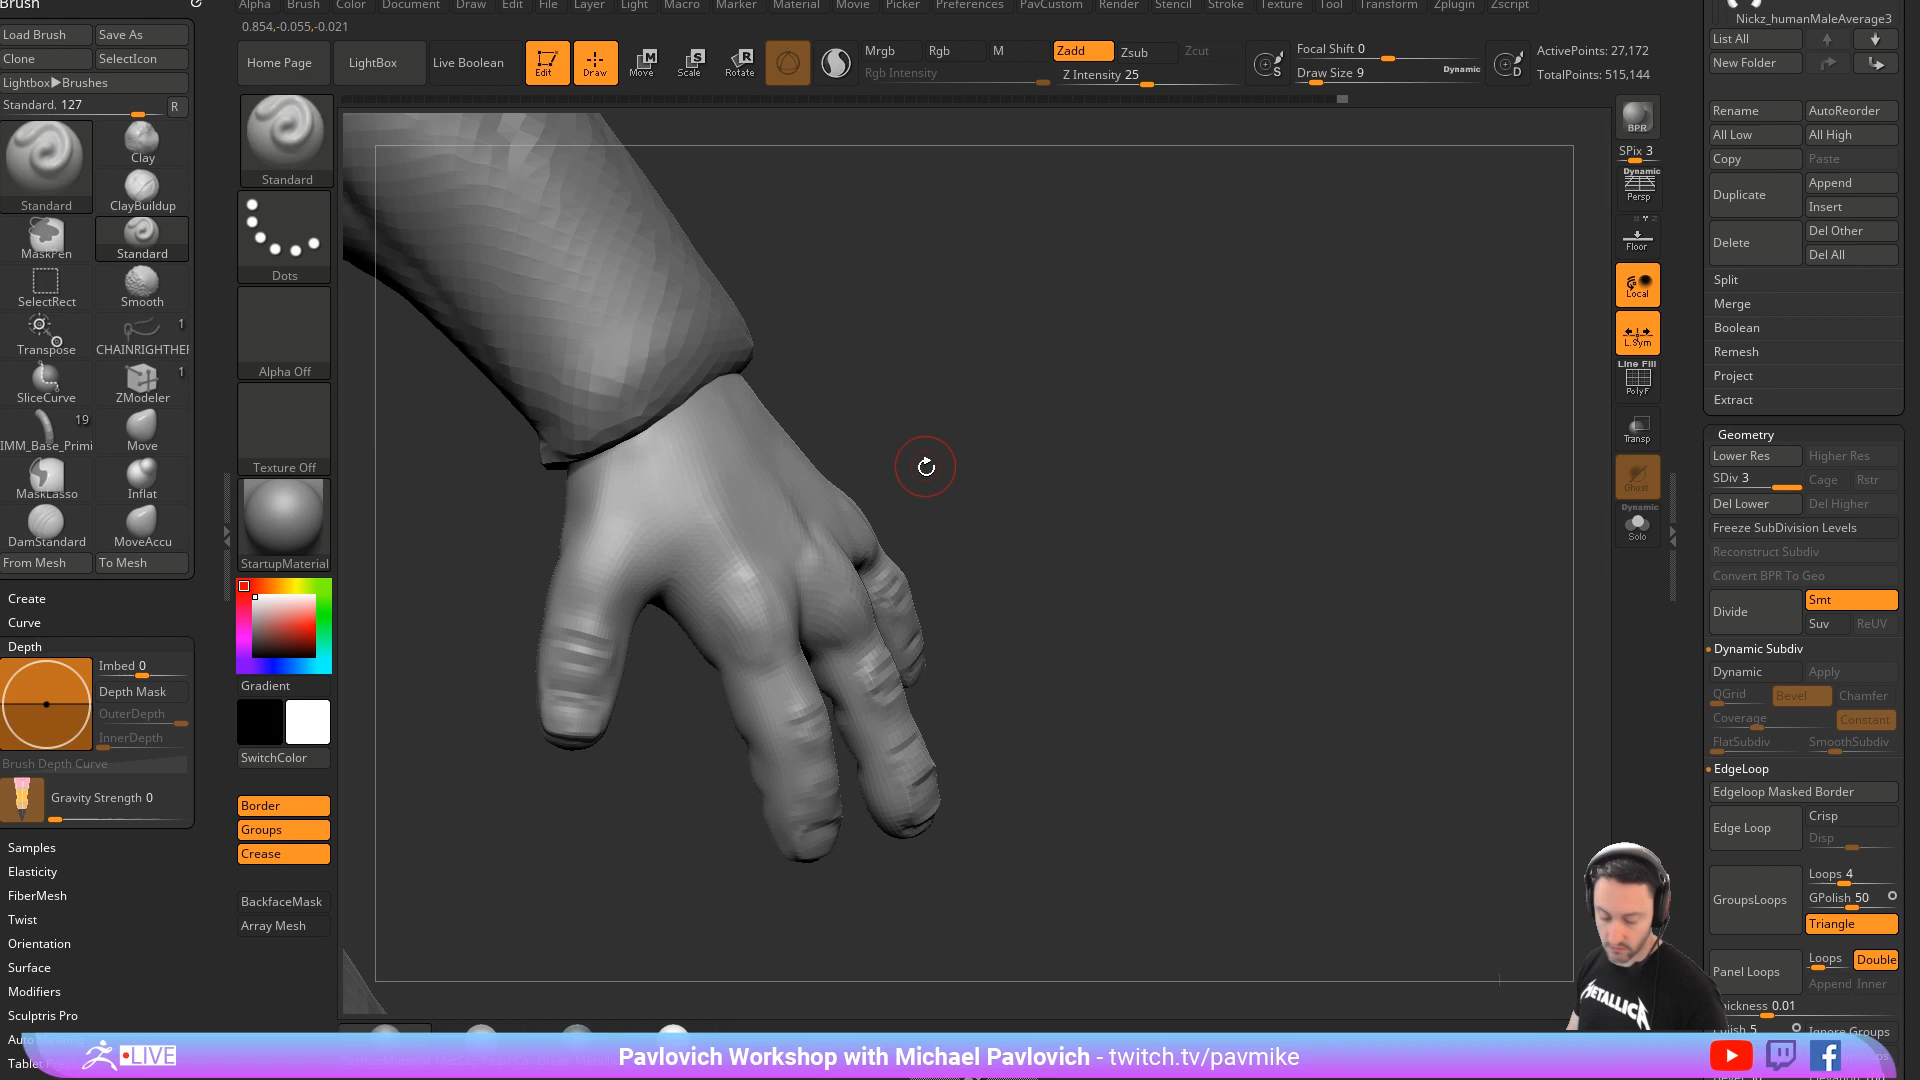 Brush
Alpha Brush Color Document Draw Edit File Layer Light Macro Marker Material Movie Picker Preferences PavCustom Render Stencil Stroke Texture Tool Transform Zplugin Zscript
0.854,-0.055,-0.021
Load Brush Save As
Clone SelectIcon
Lightbox▶Brushes
Standard. 127 R
Standard
Clay
ClayBuildup
MaskPen Standard
SelectRect Smooth
Transpose 1
SliceCurve ZModeler 1
19
Move
MaskLasso Inflat
DamStandard MoveAccu
From Mesh To Mesh
Create
Curve
Depth
Imbed 0
Depth Mask
OuterDepth
InnerDepth
Brush Depth Curve
Gravity Strength 0
Samples
Elasticity
FiberMesh
Twist
Orientation
Surface
Modifiers
Sculptris Pro
Home Page LightBox Live Boolean Edit Draw Move Scale Rotate
Mrgb Rgb M Zadd Zsub Zcut
Rgb Intensity Z Intensity 25
S
Focal Shift 0
Draw Size 9 Dynamic
D
ActivePoints: 27,172
TotalPoints: 515,144
Standard
Dots
Alpha Off
Texture Off
StartupMaterial
Gradient
SwitchColor
Border
Groups
Crease
BackfaceMask
Array Mesh
BPR
SPix 3
Dynamic
Persp
Floor
Local
L.Sym
Line Fill
PolyF
Transp
Ghost
Dynamic
Solo
Nickz_humanMaleAverage3
List All
New Folder
Rename AutoReorder
All Low All High
Copy Paste
Duplicate Append
Insert
Delete Del Other
Del All
Split
Merge
Boolean
Remesh
Project
Extract
Geometry
Lower Res Higher Res
SDiv 3 Cage Rstr
Del Lower Del Higher
Freeze SubDivision Levels
Reconstruct Subdiv
Convert BPR To Geo
Divide Smt
Suv ReUV
Dynamic Subdiv
Dynamic Apply
QGrid Bevel Chamfer
Coverage Constant
FlatSubdiv SmoothSubdiv
EdgeLoop
Edgeloop Masked Border
Edge Loop Crisp
Disp
GroupsLoops Loops 4
GPolish 50
Triangle
Panel Loops Loops Double
Append Inner
Ignore Groups
METALLICA
LIVE
Pavlovich Workshop with Michael Pavlovich - twitch.tv/pavmike